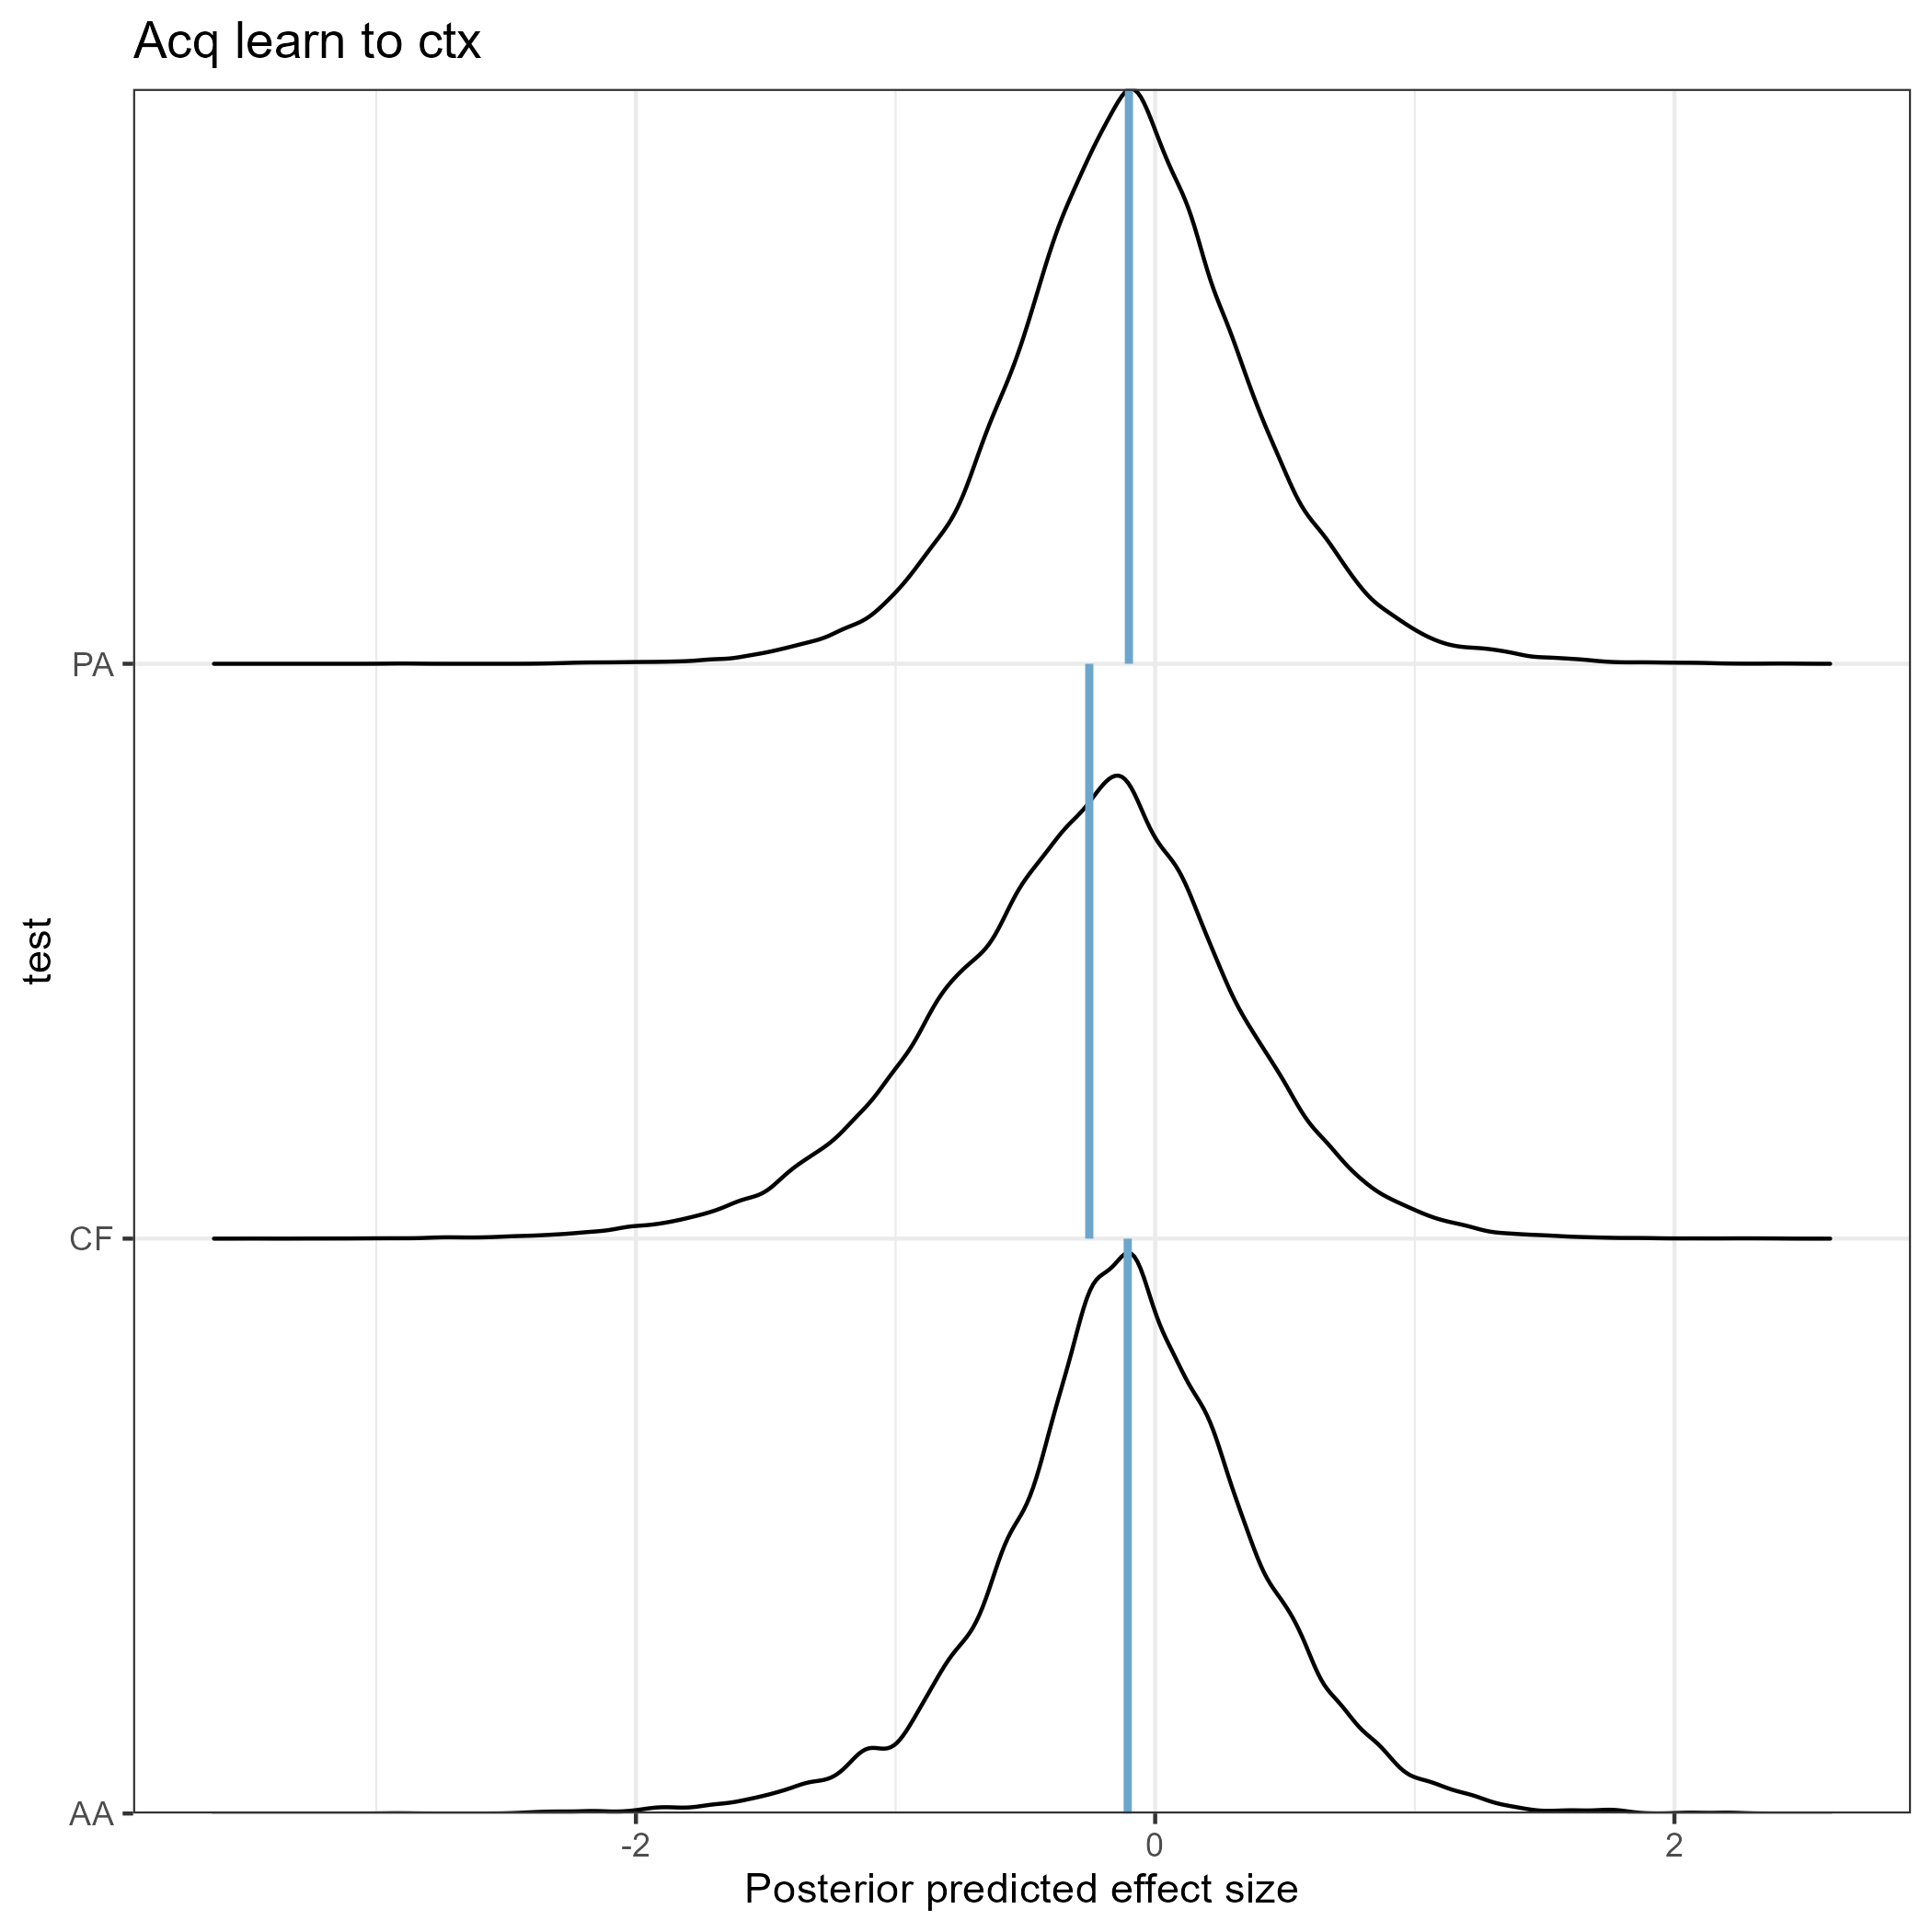 Acq learn to ctx
PA
test
CF
AA
-2 0 2
Posterior predicted effect size